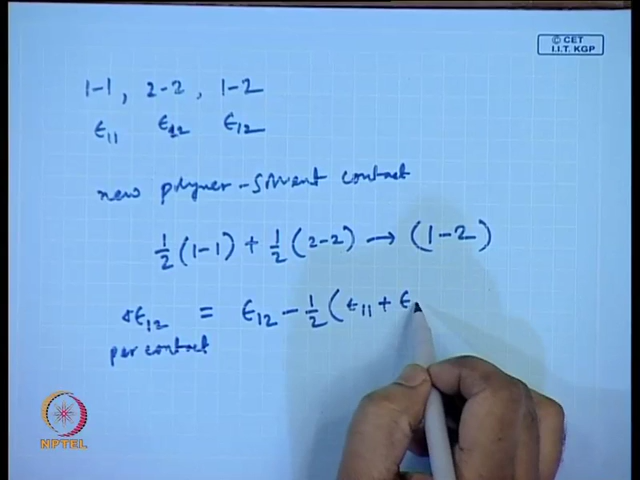 © CET
I.I.T. KGP
1-1, 2-2, 1-2
ϵ₁₁ ϵ₂₂ ϵ₁₂
new polymer-solvent contact
½(1-1) + ½(2-2) → (1-2)
ϵ₁₂ = ϵ₁₂ - ½(ϵ₁₁ + ϵ
per contact
NPTEL